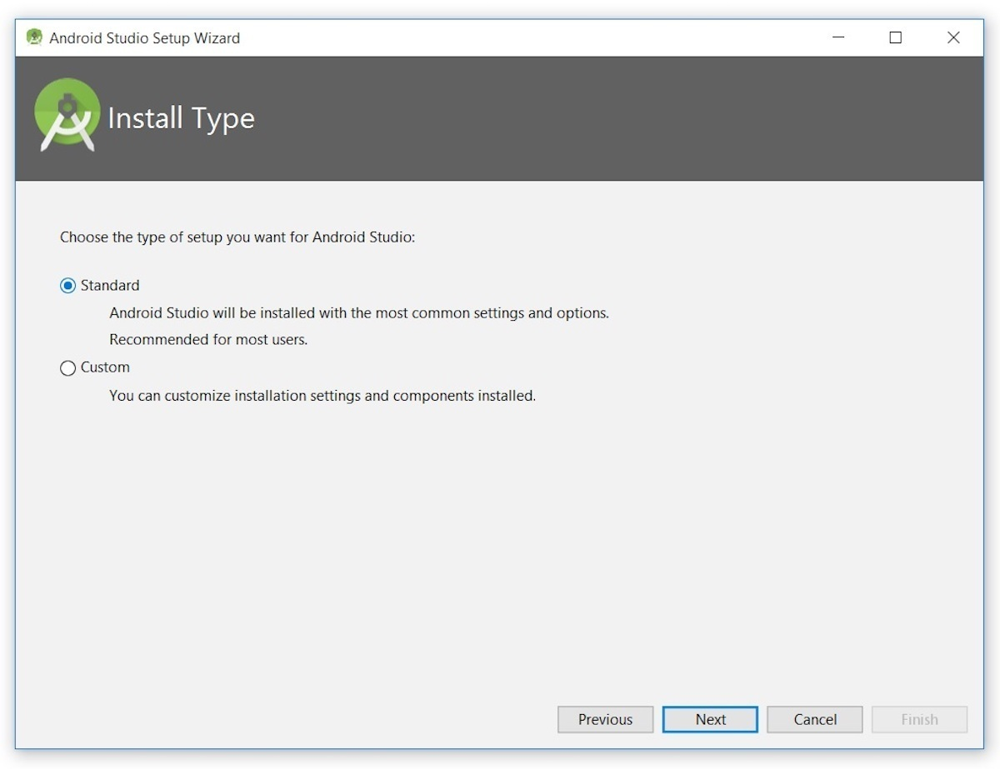 Android Studio Setup Wizard
Install Type
Choose the type of setup you want for Android Studio:
Standard
Android Studio will be installed with the most common settings and options.
Recommended for most users.
Custom
You can customize installation settings and components installed.
Previous Next Cancel Finish